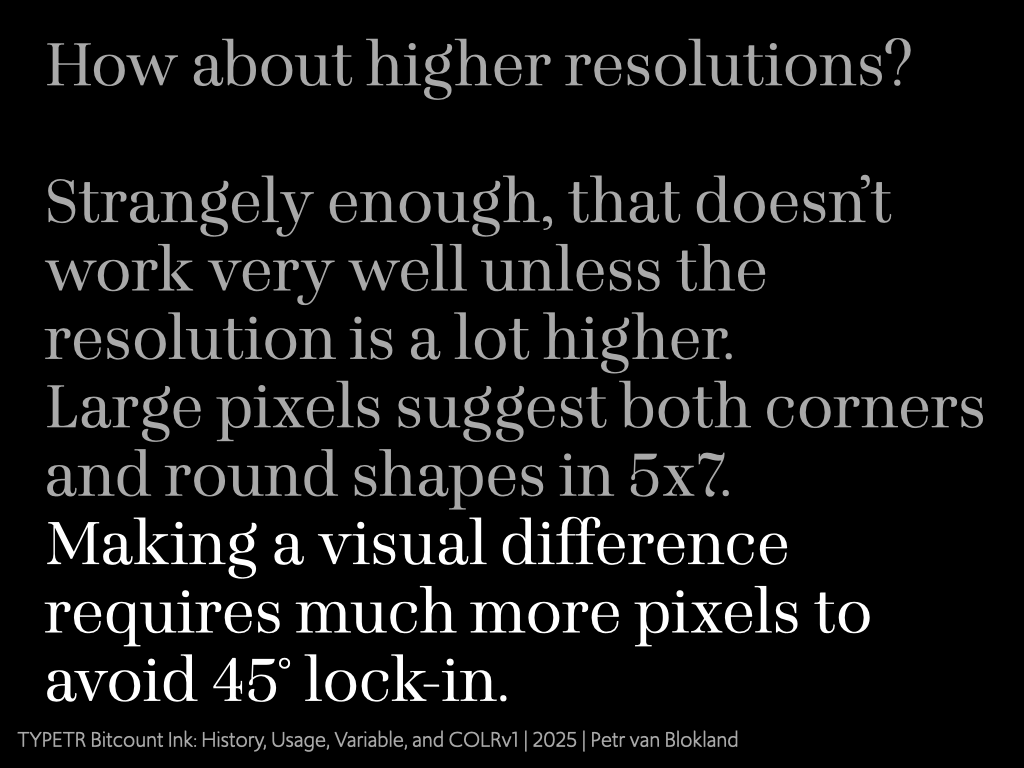 How about higher resolutions?
Strangely enough, that doesn’t
work very well unless the
resolution is a lot higher.
Large pixels suggest both corners
and round shapes in 5x7.
Making a visual difference
requires much more pixels to
avoid 45° lock-in.
TYPETR Bitcount Ink: History, Usage, Variable, and COLRv1 | 2025 | Petr van Blokland